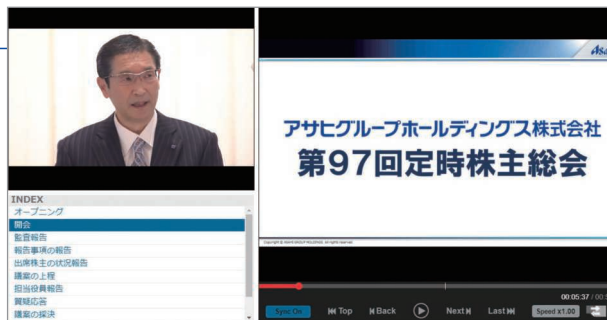 INDEX
オープニング
開会
監査報告
報告事項の報告
出席株主の状況報告
議案の上程
担当役員報告
質疑応答
議案の採決
アサヒグループホールディングス株式会社
第97回定時株主総会
00:05:37
Sync On
Top
Back
Next
Last
Speed x1.00